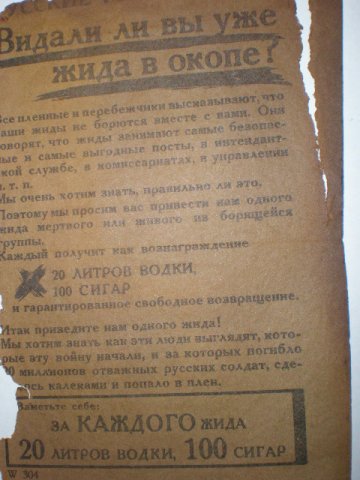 РУССКИЕ
Видали ли вы уже
жида в окопе?
Все пленные и перебежчики высказывают, что
ваши жиды не борются вместе с нами. Они
говорят, что жиды занимают самые безопас-
ные и самые выгодные посты, в интендант-
ской службе, в комиссариатах, в управлении
и. т. п.
Мы очень хотим знать, правильно ли это,
Поэтому мы просим вас привести нам одного
жида мертвого или живого из борящейся
группы.
Каждый получит как вознаграждение
20 ЛИТРОВ ВОДКИ,
100 СИГАР
и гарантированное свободное возвращение.
Итак приведите нам одного жида!
Мы хотим знать как эти люди выглядят, кото-
рые эту войну начали, и за которых погибло
20 миллионов отважных русских солдат, сде-
лось калеками и попало в плен.
Заметьте себе:
ЗА КАЖДОГО ЖИДА
20 ЛИТРОВ ВОДКИ, 100 СИГАР
W 304